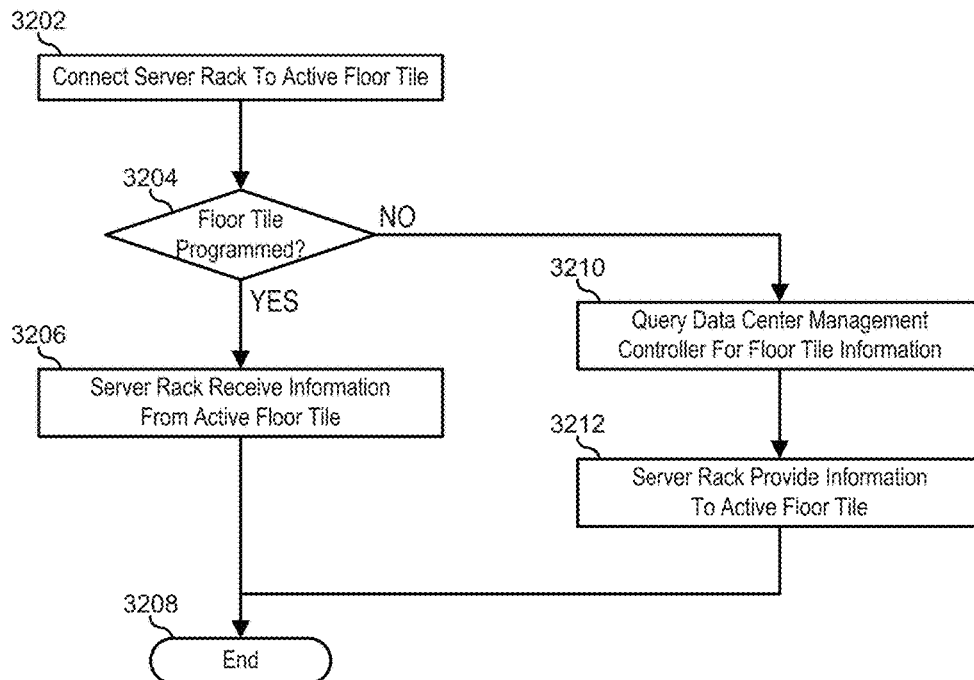 3202
Connect Server Rack To Active Floor Tile
3204
Floor Tile
Programmed?
NO
YES
3206
Server Rack Receive Information
From Active Floor Tile
3210
Query Data Center Management
Controller For Floor Tile Information
3212
Server Rack Provide Information
To Active Floor Tile
3208
End